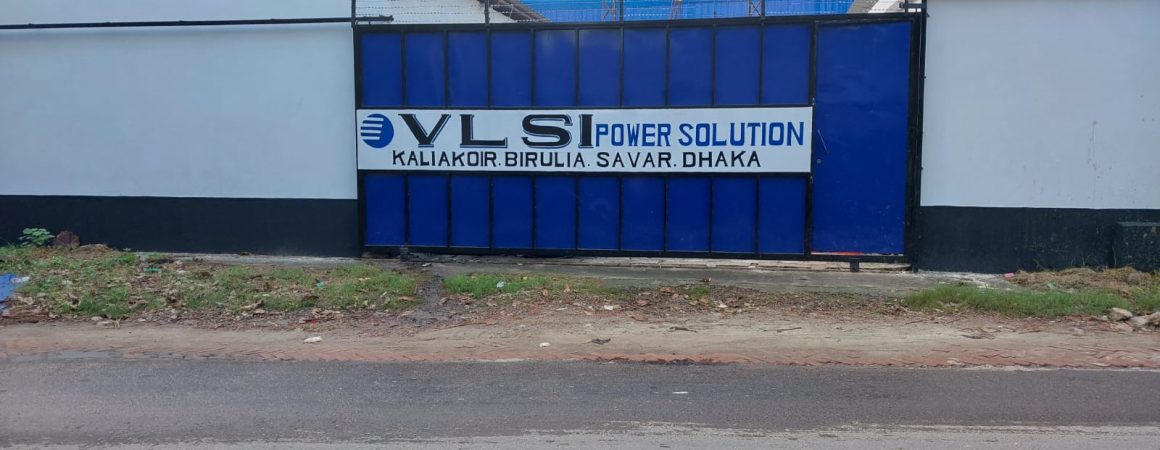 VLSI POWER SOLUTION
KALIAKOIR. BIRULIA. SAVAR. DHAKA